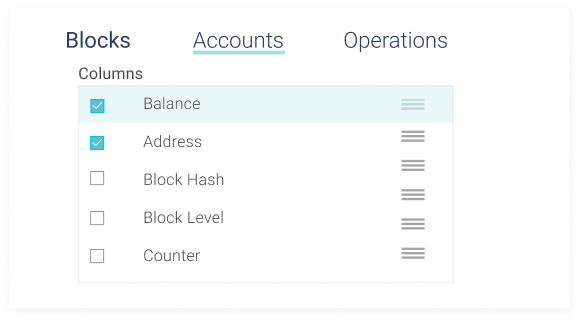 Blocks Accounts Operations
Columns
Balance
Address
Block Hash
Block Level
Counter